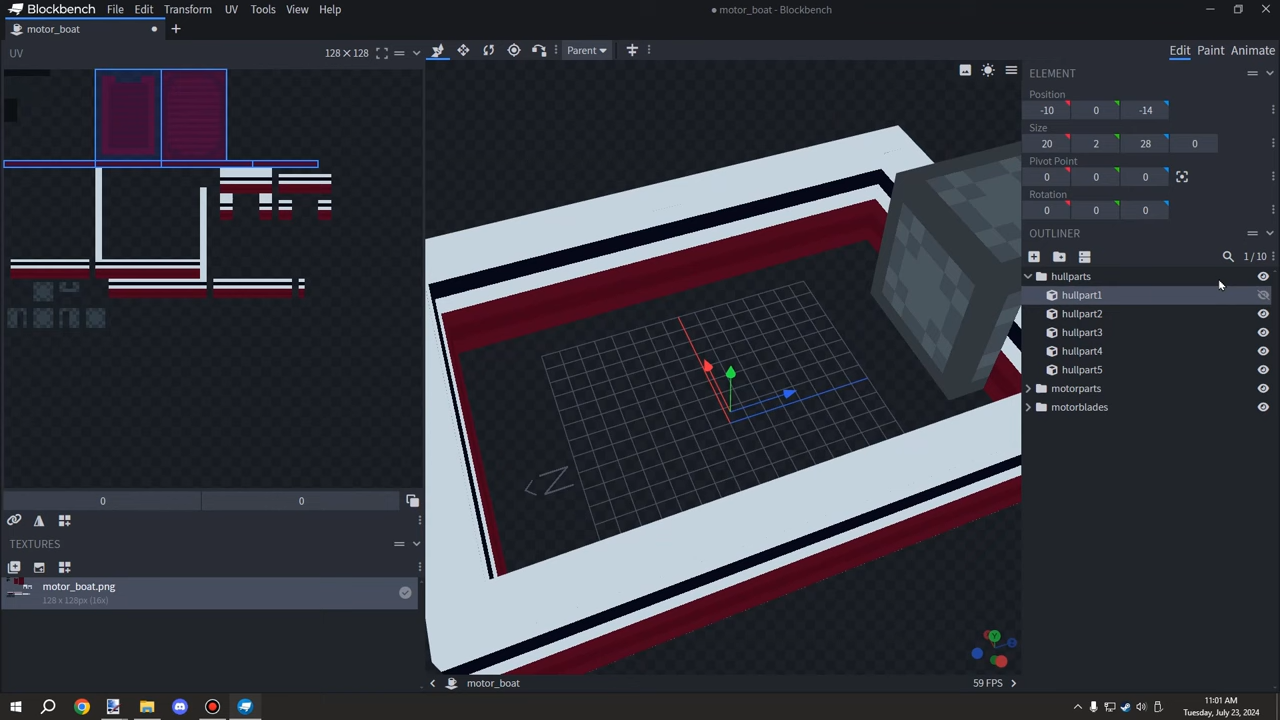 Blockbench File Edit Transform UV Tools View Help
motor_boat - Blockbench
motor_boat
UV 128 × 128
Parent
Edit Paint Animate
ELEMENT
Position
-10 0 -14
Size
20 2 28 0
Pivot Point
0 0 0
Rotation
0 0 0
OUTLINER
1 / 10
hullparts
hullpart1
hullpart2
hullpart3
hullpart4
hullpart5
motorparts
motorblades
N
0 0
TEXTURES
motor_boat.png
128 x 128px (16x)
motor_boat
59 FPS
11:01 AM
Tuesday, July 23, 2024